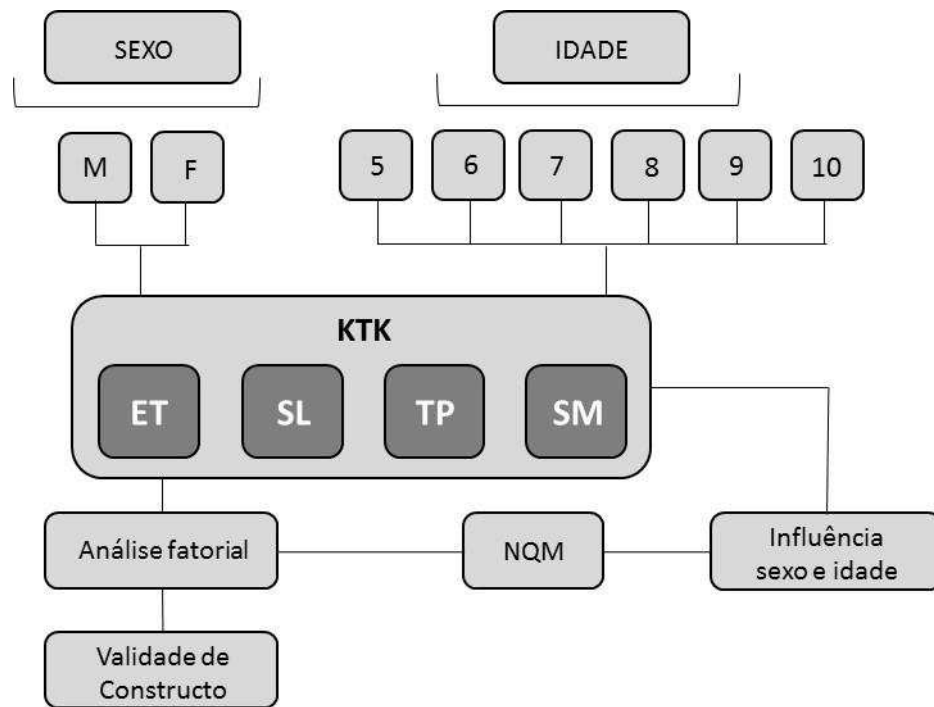 SEXO
IDADE
M
F
5
6
7
8
9
10
KTK
ET
SL
TP
SM
Análise fatorial
NQM
Influência
sexo e idade
Validade de
Constructo